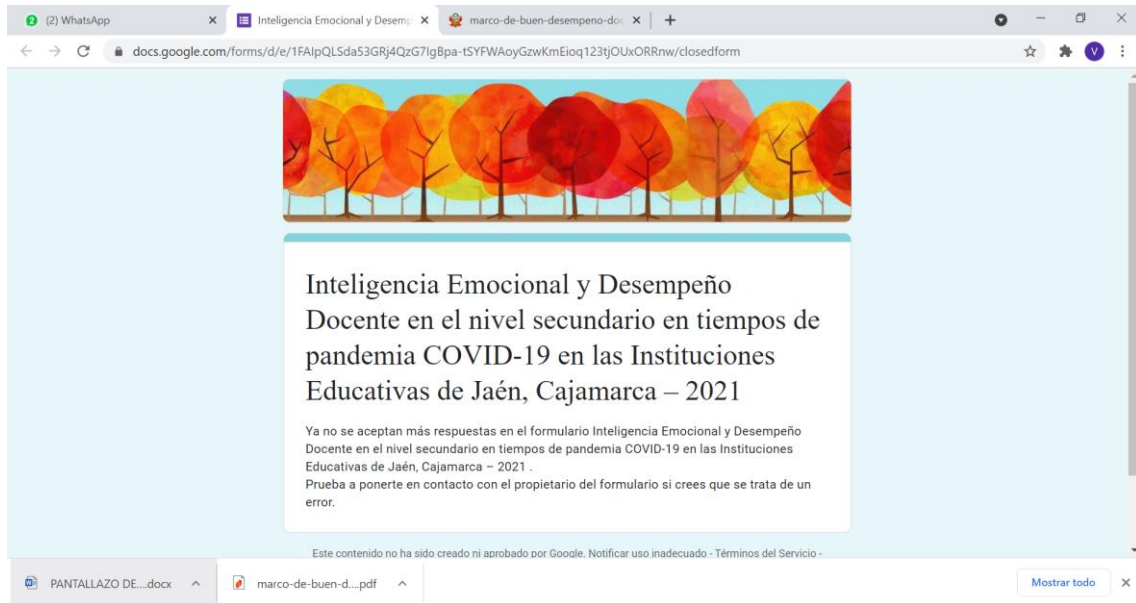 (2) WhatsApp
Inteligencia Emocional y Desemp
marco-de-buen-desempeno-doc
docs.google.com/forms/d/e/1FAIpQLSda53GRj4QzG7IgBpa-tSYFWAoyGzwKmEioq123tjOUxORRnw/closedform
V
Inteligencia Emocional y Desempeño
Docente en el nivel secundario en tiempos de
pandemia COVID-19 en las Instituciones
Educativas de Jaén, Cajamarca – 2021
Ya no se aceptan más respuestas en el formulario Inteligencia Emocional y Desempeño
Docente en el nivel secundario en tiempos de pandemia COVID-19 en las Instituciones
Educativas de Jaén, Cajamarca – 2021 .
Prueba a ponerte en contacto con el propietario del formulario si crees que se trata de un
error.
Este contenido no ha sido creado ni aprobado por Google. Notificar uso inadecuado - Términos del Servicio -
PANTALLAZO DE....docx
marco-de-buen-d....pdf
Mostrar todo